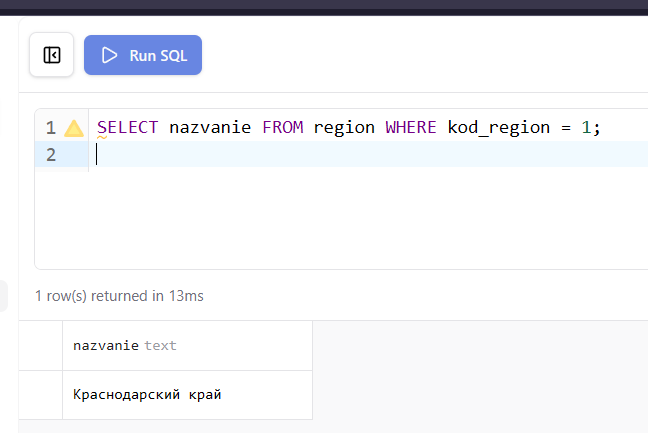 Run SQL
1 SELECT nazvanie FROM region WHERE kod_region = 1;
2
1 row(s) returned in 13ms
nazvanie text
Краснодарский край